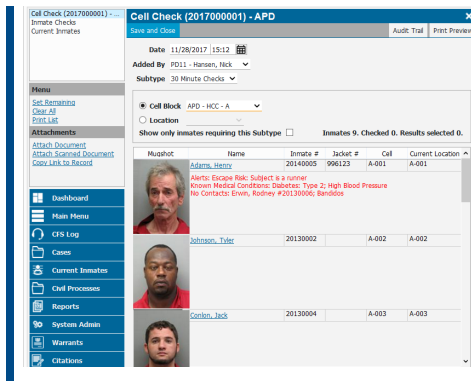 Cell Check (2017000001) - ...
Inmate Checks
Current Inmates
Cell Check (2017000001) - APD
Save and Close
Audit Trail
Print Preview
Date 11/28/2017 15:12
Added By PD11 - Hansen, Nick
Subtype 30 Minute Checks
Menu
Set Remaining
Clear All
Print List
Attachments
Attach Document
Attach Scanned Document
Copy Link to Record
Dashboard
Main Menu
CFS Log
Cases
Current Inmates
Civil Processes
Reports
System Admin
Warrants
Citations
Cell Block APD - HCC - A
Location
Show only inmates requiring this Subtype
Inmates 9. Checked 0. Results selected 0.
Mugshot Name Inmate # Jacket # Cell Current Location
Adams, Henry 20140005 996123 A-001 A-001
Alerts: Escape Risk: Subject is a runner
Known Medical Conditions: Diabetes: Type 2; High Blood Pressure
No Contacts: Erwin, Rodney #20130006; Bandidos
Johnson, Tyler 20130002 A-002 A-002
Conlon, Jack 20130004 A-003 A-003